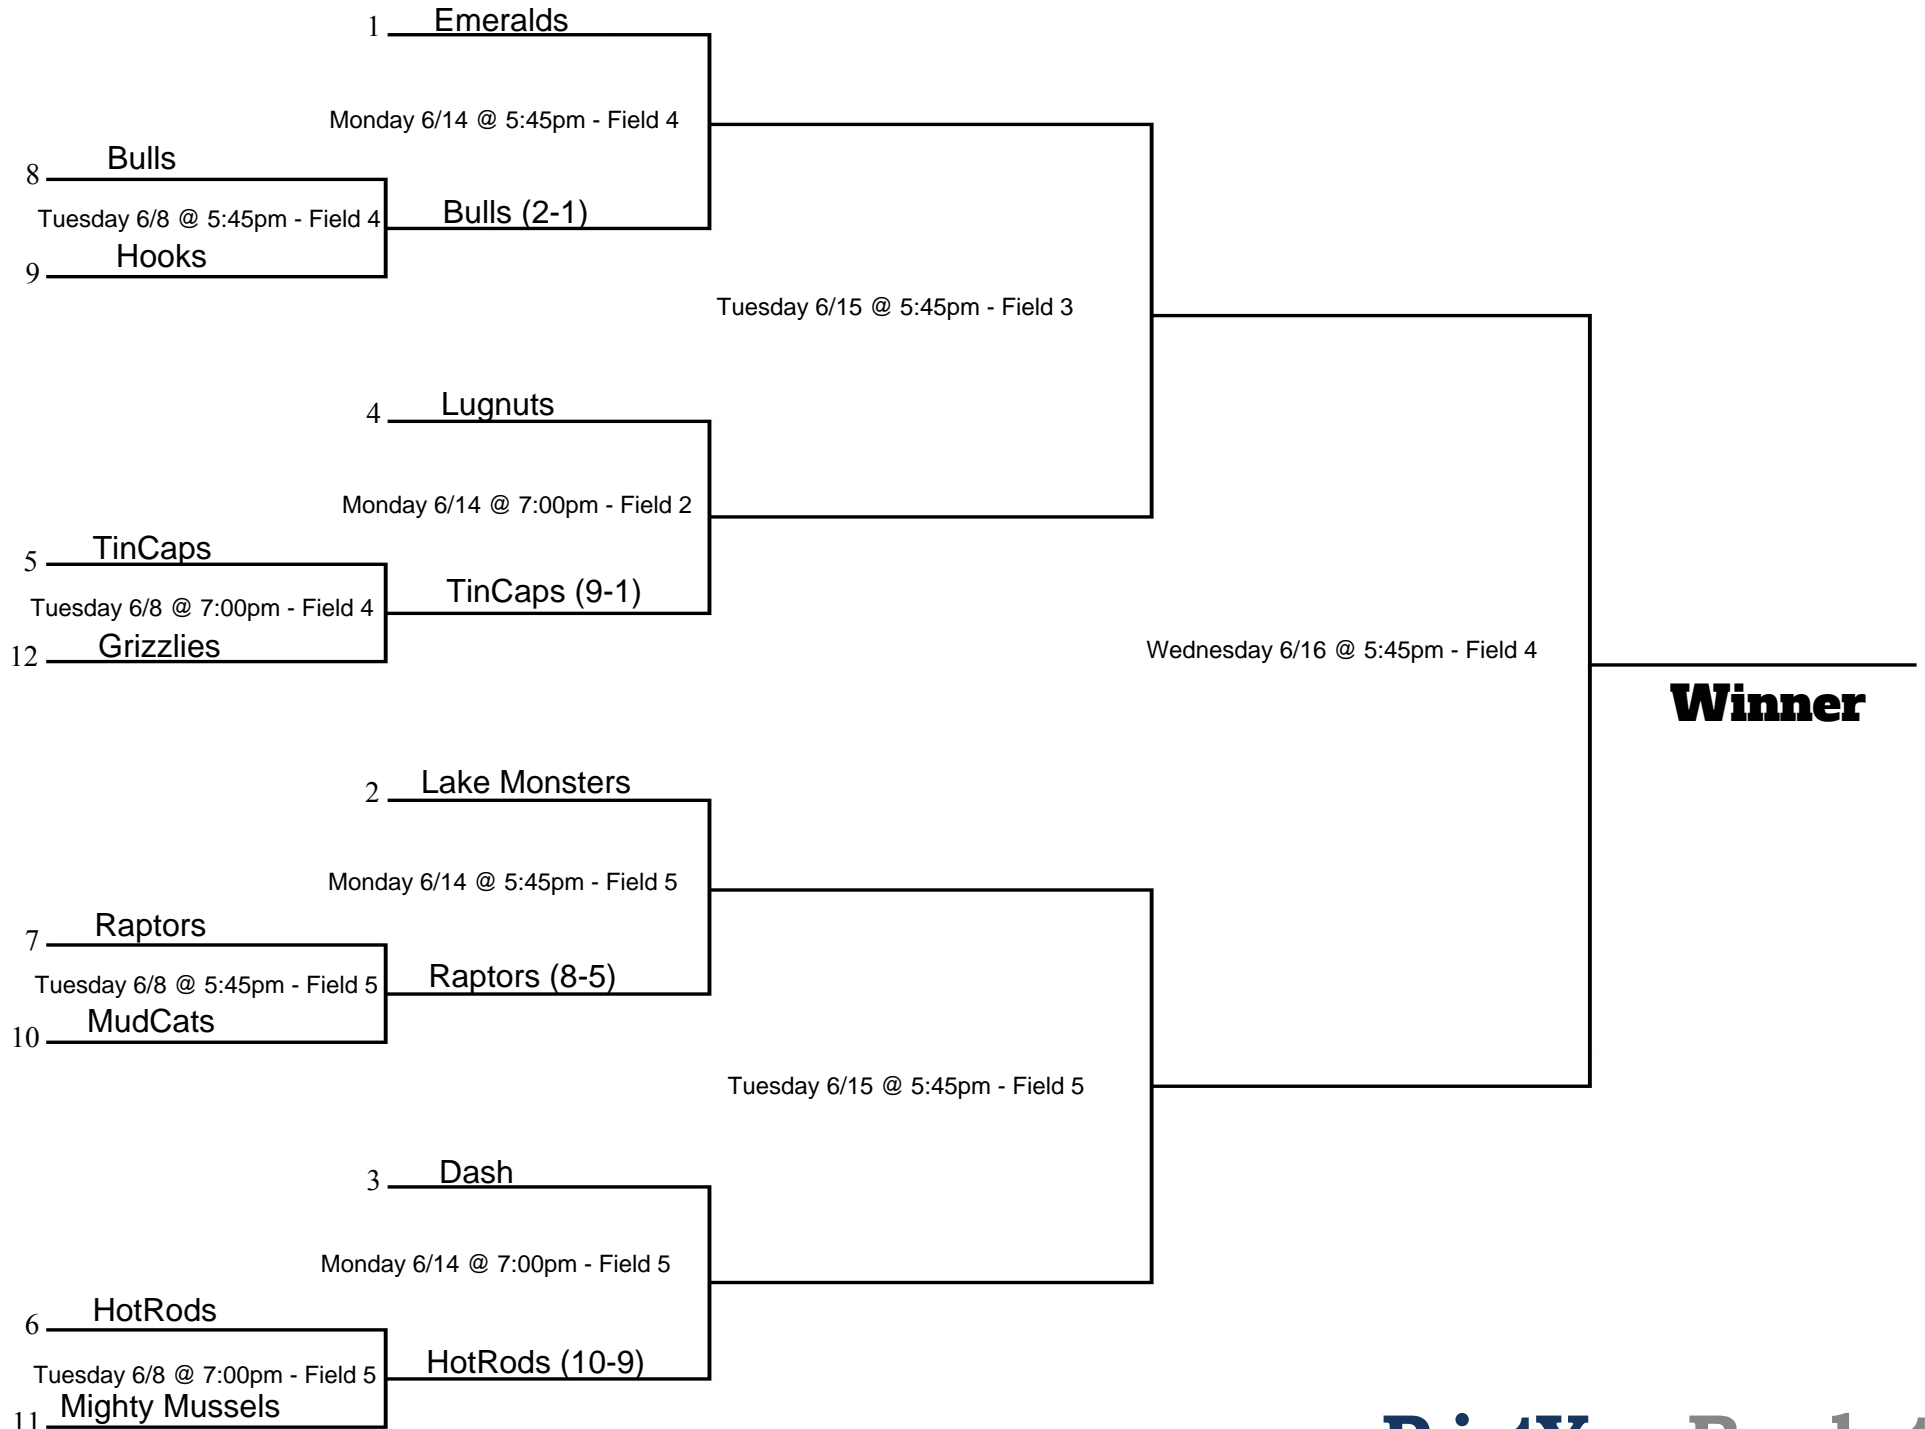 1 Emeralds
Monday 6/14 @ 5:45pm - Field 4
8 Bulls
Tuesday 6/8 @ 5:45pm - Field 4
Bulls (2-1)
9 Hooks
Tuesday 6/15 @ 5:45pm - Field 3
4 Lugnuts
Monday 6/14 @ 7:00pm - Field 2
5 TinCaps
Tuesday 6/8 @ 7:00pm - Field 4
TinCaps (9-1)
12 Grizzlies
Wednesday 6/16 @ 5:45pm - Field 4
Winner
2 Lake Monsters
Monday 6/14 @ 5:45pm - Field 5
7 Raptors
Tuesday 6/8 @ 5:45pm - Field 5
Raptors (8-5)
10 MudCats
Tuesday 6/15 @ 5:45pm - Field 5
3 Dash
Monday 6/14 @ 7:00pm - Field 5
6 HotRods
Tuesday 6/8 @ 7:00pm - Field 5
HotRods (10-9)
11 Mighty Mussels